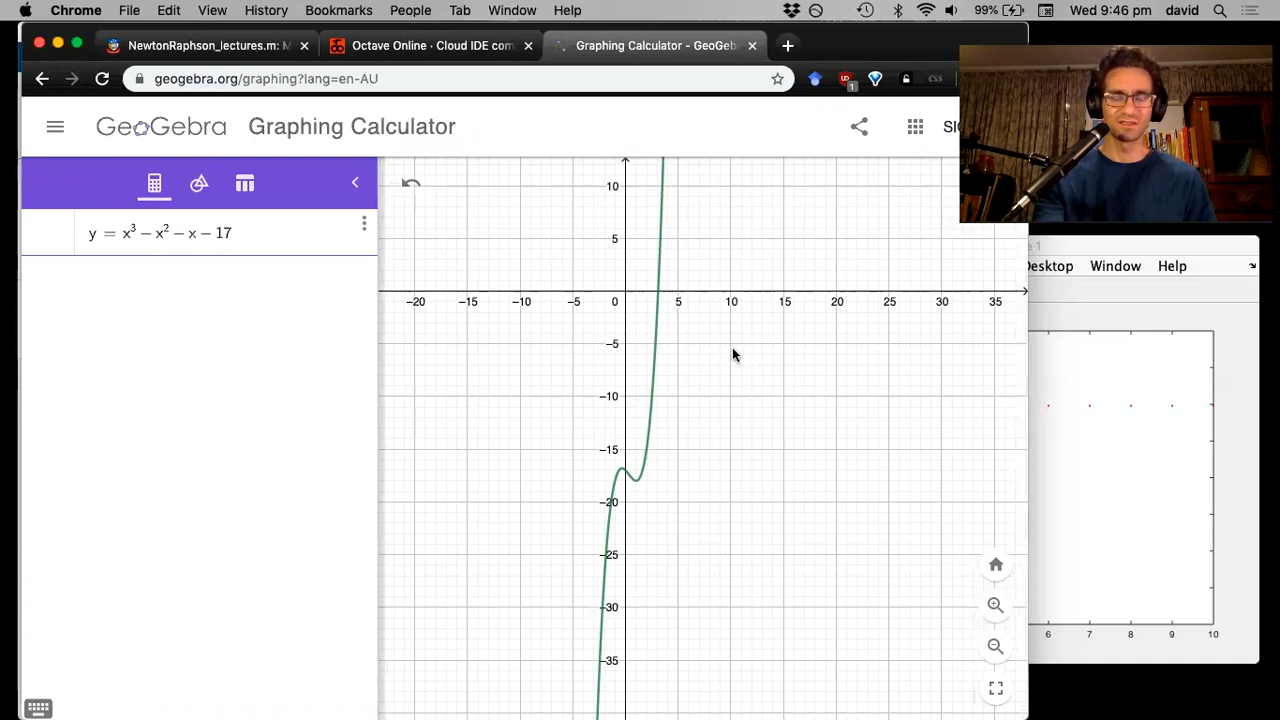 Chrome File Edit View History Bookmarks People Tab Window Help 99% Wed 9:46 pm david
NewtonRaphson_lectures.m: M Octave Online · Cloud IDE com Graphing Calculator - GeoGeb
geogebra.org/graphing?lang=en-AU 1 CSS
GeoGebra Graphing Calculator
y = x³ − x² − x − 17
10
5
−20 −15 −10 −5 0 5 10 15 20 25 30 35
−5
−10
−15
−20
−25
−30
−35
1
Desktop Window Help
6 7 8 9 10